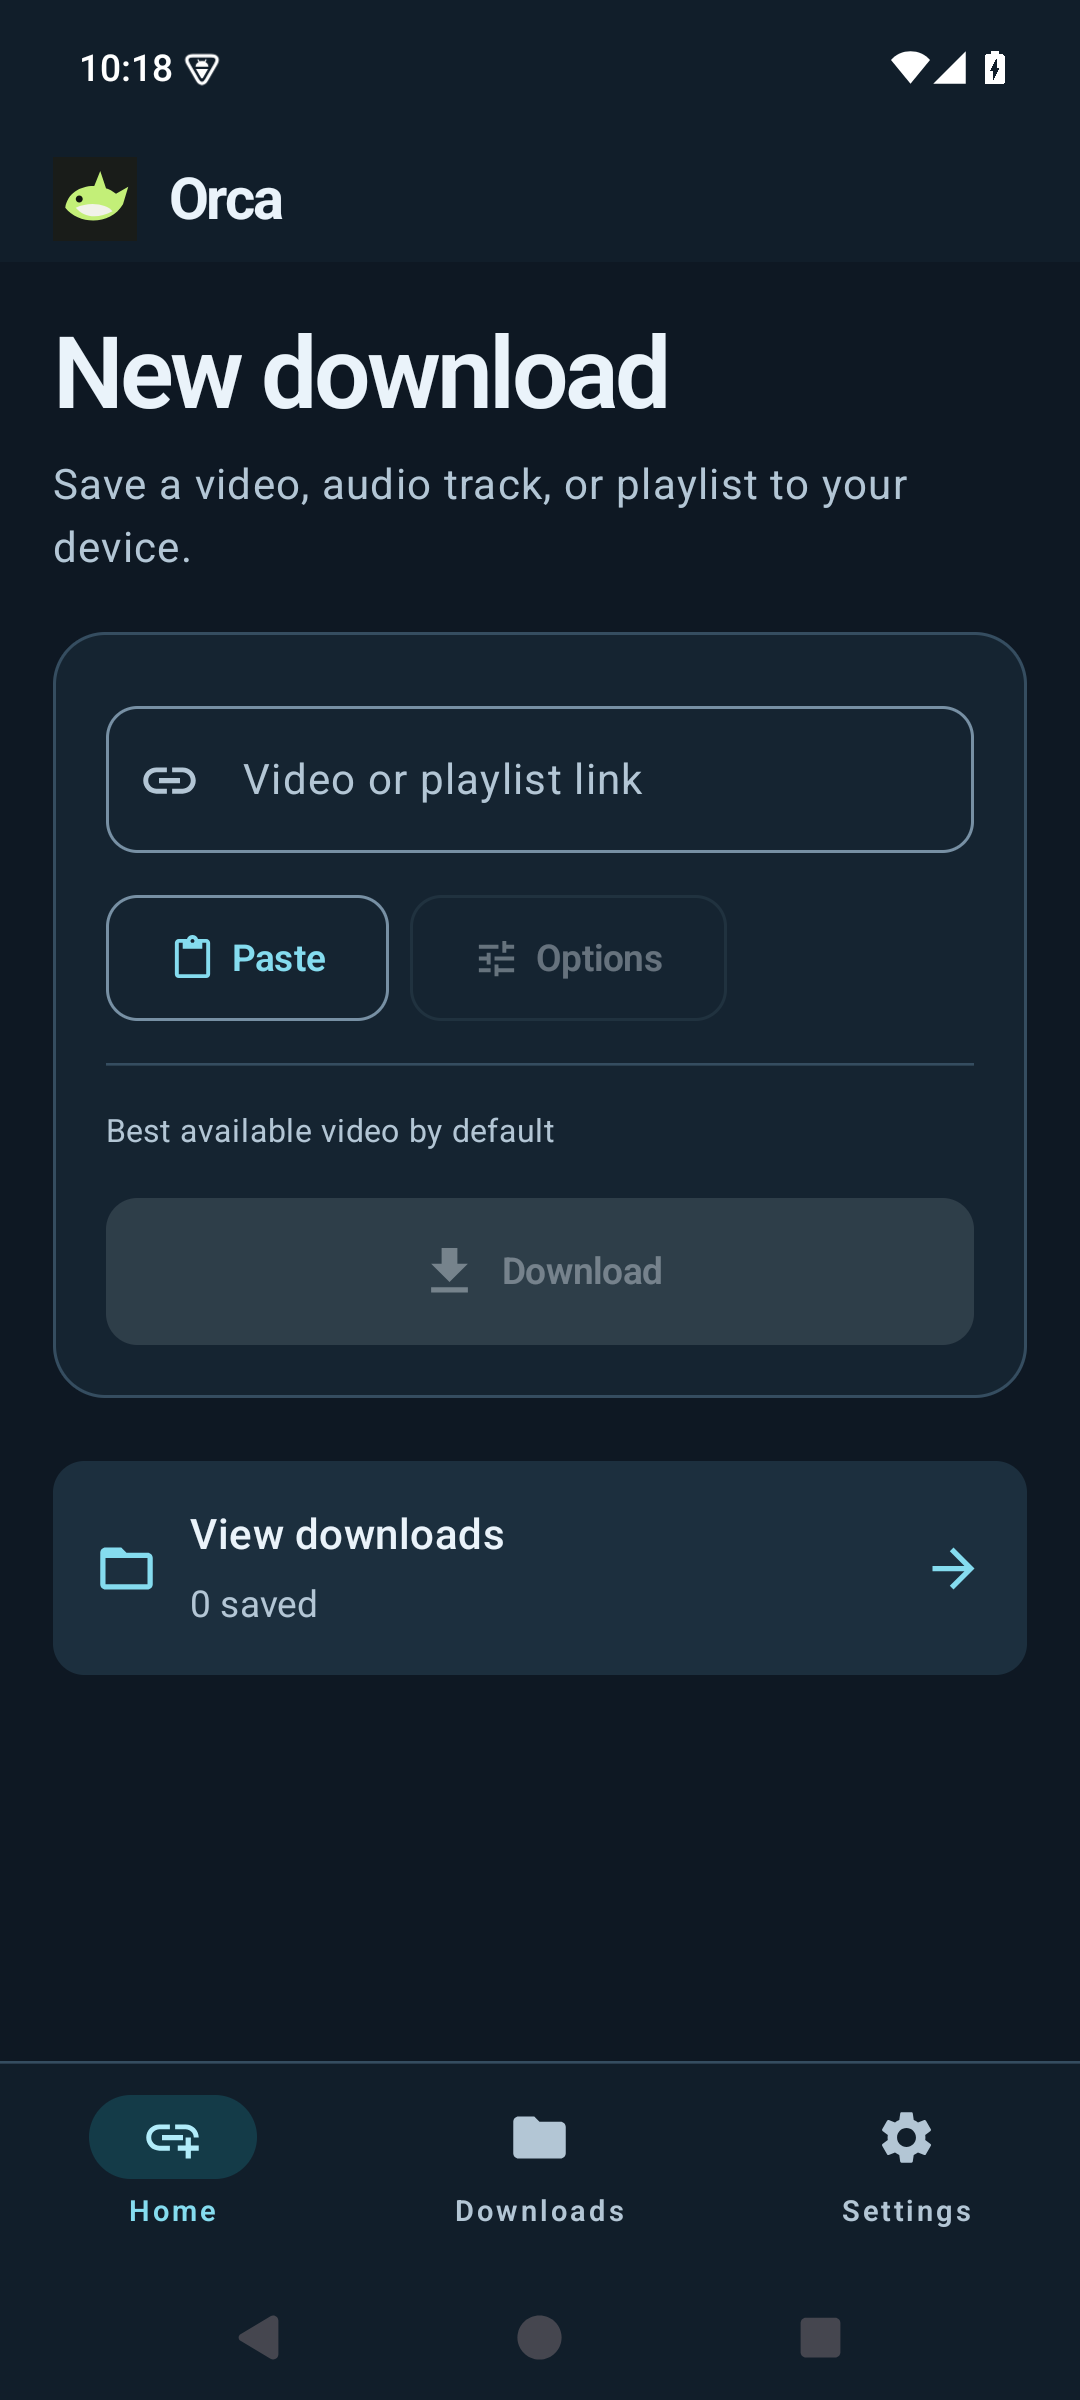 10:18
Orca
New download
Save a video, audio track, or playlist to your
device.
Video or playlist link
Paste
Options
Best available video by default
Download
View downloads
0 saved
Home
Downloads
Settings